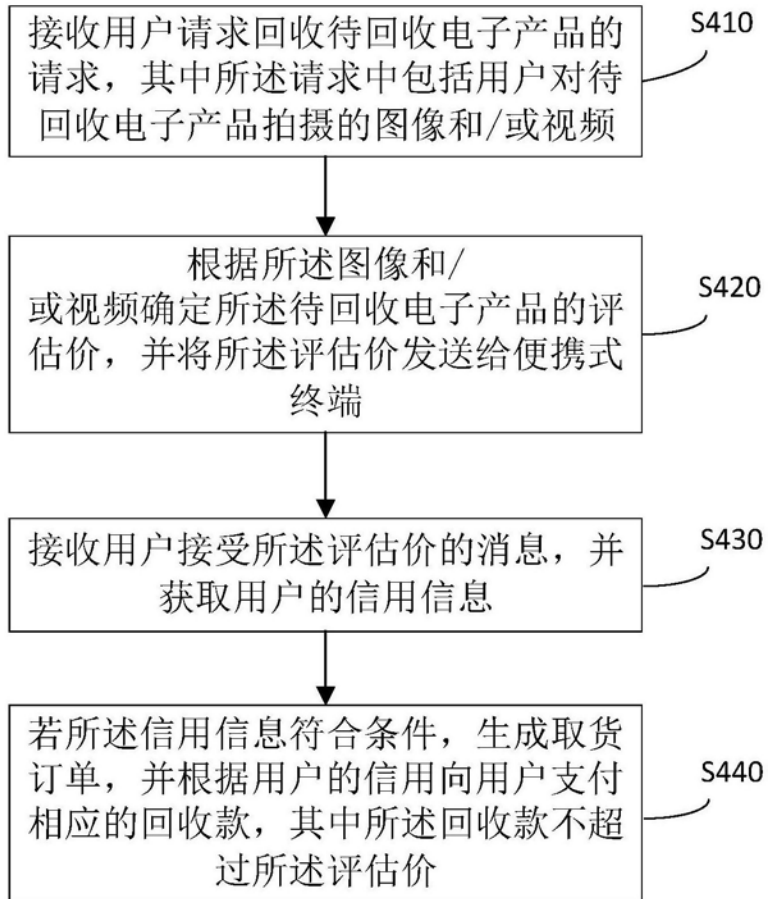 接收用户请求回收待回收电子产品的
请求，其中所述请求中包括用户对待
回收电子产品拍摄的图像和/或视频
S410
根据所述图像和/
或视频确定所述待回收电子产品的评
估价，并将所述评估价发送给便携式
终端
S420
接收用户接受所述评估价的消息，并
获取用户的信用信息
S430
若所述信用信息符合条件，生成取货
订单，并根据用户的信用向用户支付
相应的回收款，其中所述回收款不超
过所述评估价
S440